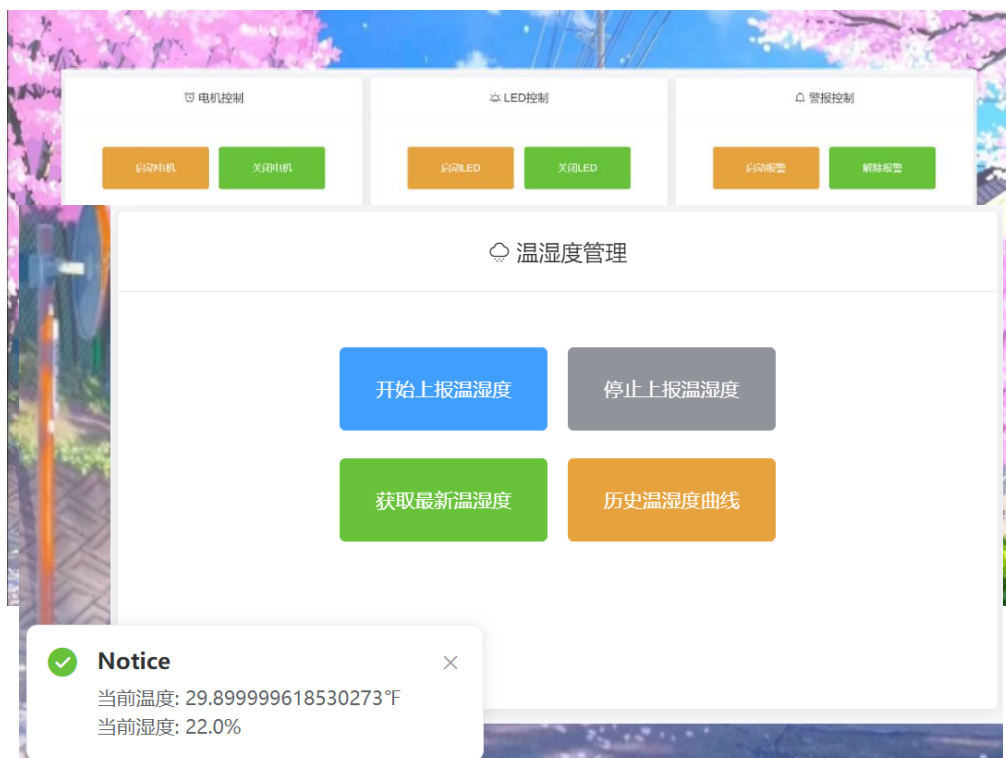 电机控制
LED控制
警报控制
启动电机
关闭电机
启动LED
关闭LED
启动报警
解除报警
温湿度管理
开始上报温湿度
停止上报温湿度
获取最新温湿度
历史温湿度曲线
Notice
当前温度: 29.899999618530273°F
当前湿度: 22.0%